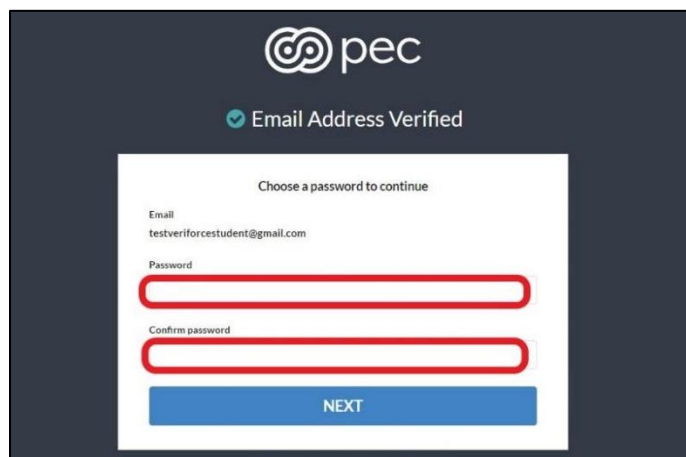 pec
Email Address Verified
Choose a password to continue
Email
testveriforcestudent@gmail.com
Password
Confirm password
NEXT